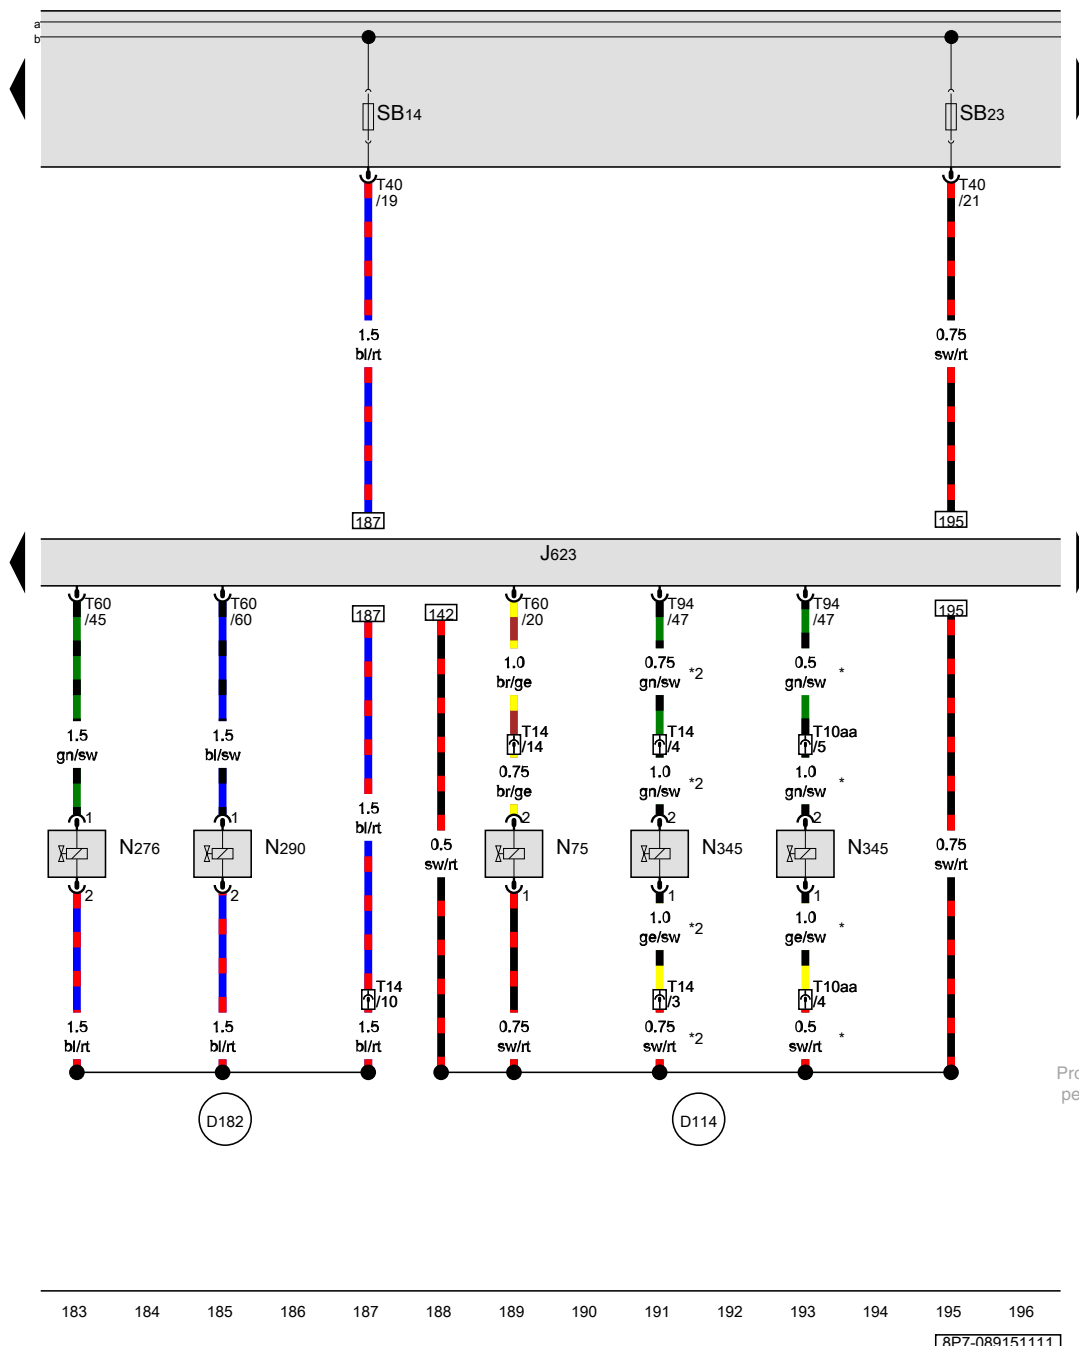 a
b
SB14
SB23
T40
/19
T40
/21
1.5
bl/rt
0.75
sw/rt
187
195
J623
T60
/45
T60
/60
187
142
T60
/20
T94
/47
T94
/47
195
1.0
br/ge
0.75
gn/sw *2
0.5
gn/sw *
1.5
gn/sw
1.5
bl/sw
T14
/14
T14
/4
T10aa
/5
0.75
br/ge
1.0
gn/sw *2
1.0
gn/sw *
1.5
bl/rt
1
1
2
2
2
N276
N290
0.5
sw/rt
N75
N345
N345
0.75
sw/rt
2
2
1
1
1
1.0
ge/sw *2
1.0
ge/sw *
T14
/10
T14
/3
T10aa
/4
1.5
bl/rt
1.5
bl/rt
1.5
bl/rt
0.75
sw/rt
0.75
sw/rt *2
0.5
sw/rt *
Pro
pe
D182
D114
183 184 185 186 187 188 189 190 191 192 193 194 195 196
8P7-089151111